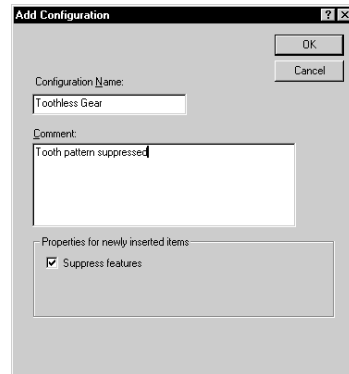 Add Configuration
OK
Cancel
Configuration Name:
Toothless Gear
Comment:
Tooth pattern suppressed
Properties for newly inserted items
Suppress features